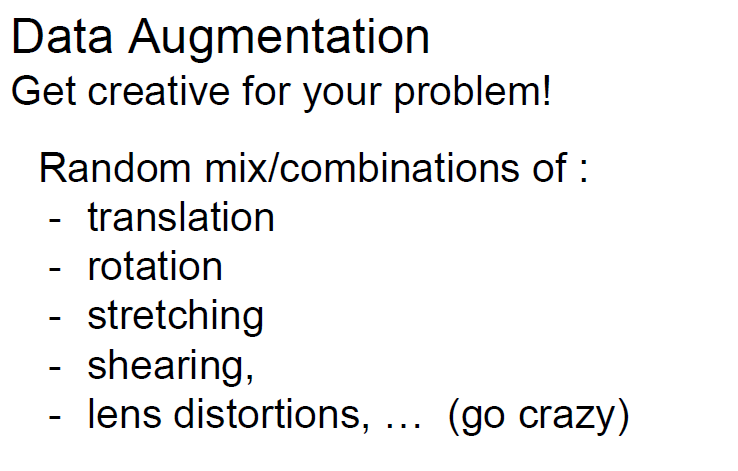 Data Augmentation
Get creative for your problem!
Random mix/combinations of :
- translation
- rotation
- stretching
- shearing,
- lens distortions, … (go crazy)